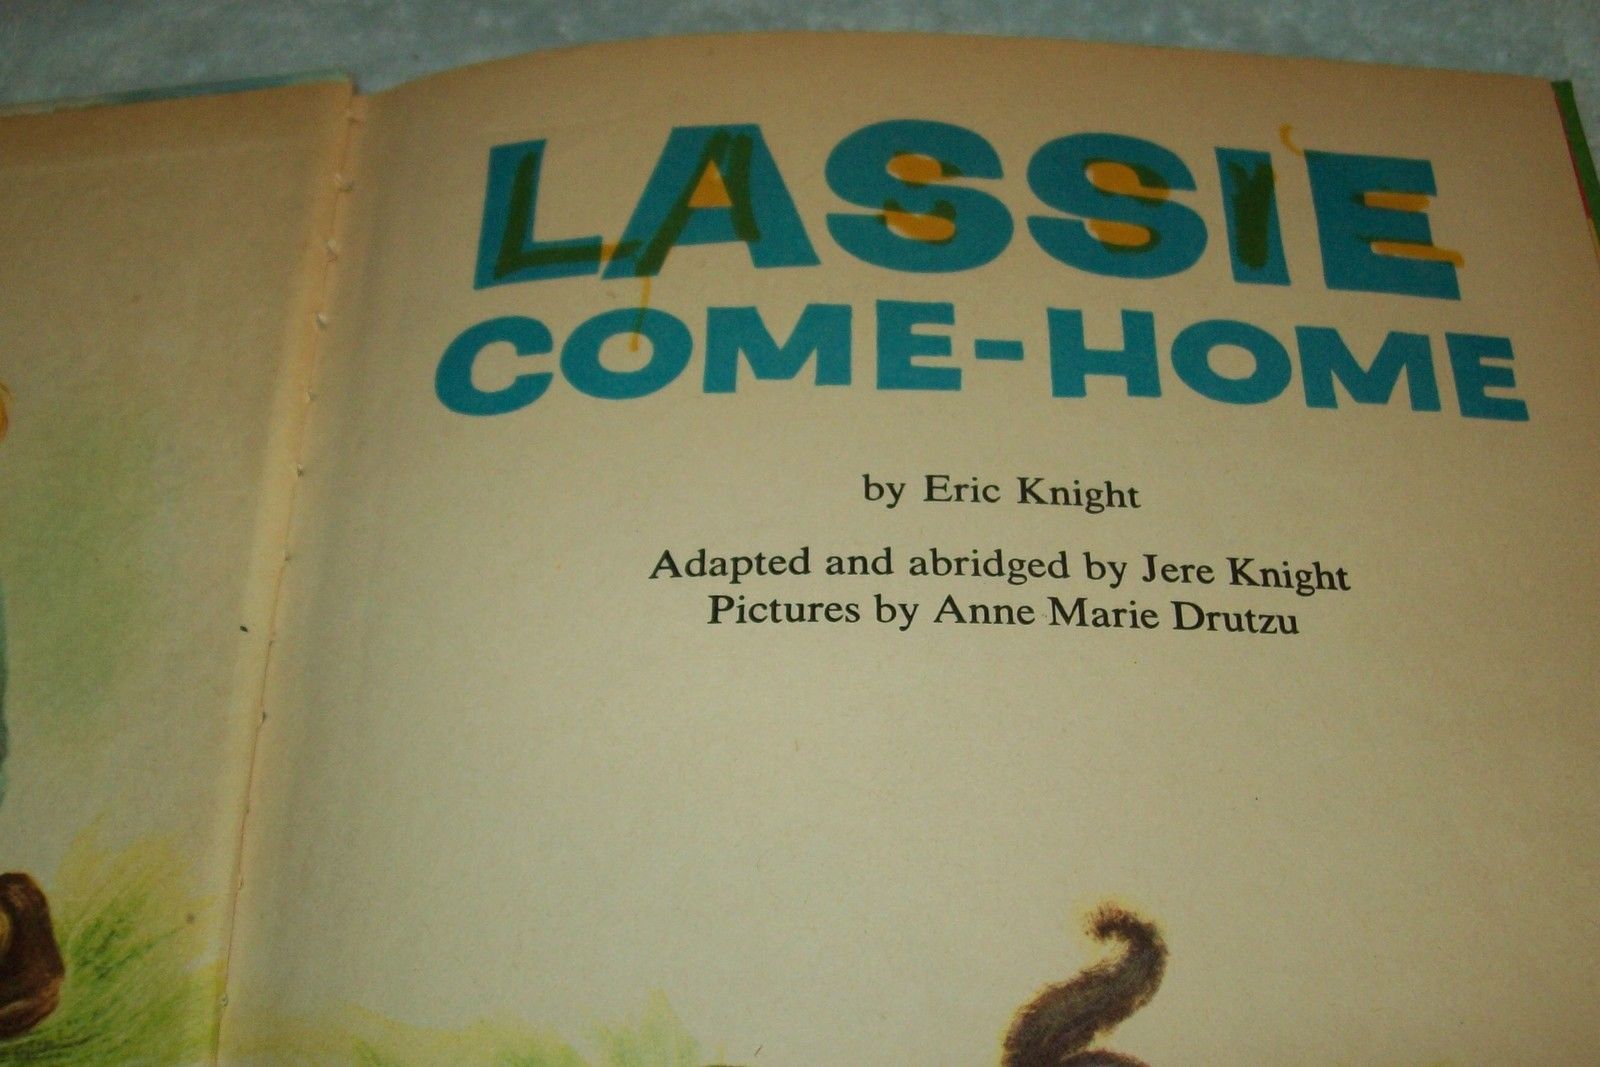 LASSIE
COME-HOME
by Eric Knight
Adapted and abridged by Jere Knight
Pictures by Anne Marie Drutzu